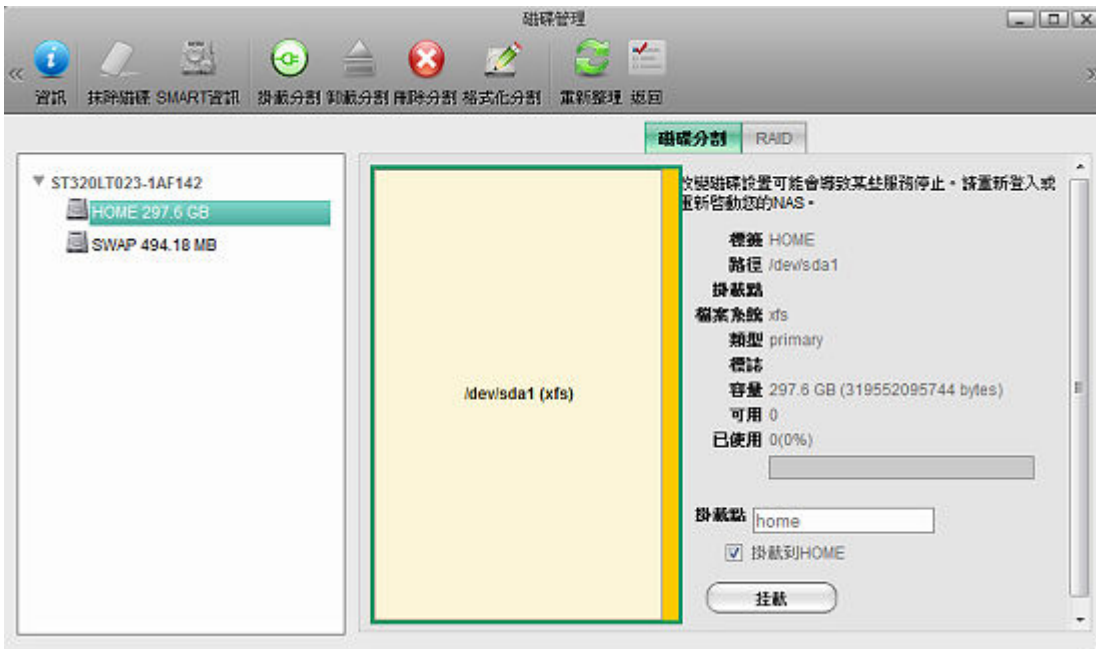 磁碟管理
資訊 抹除磁碟 SMART資訊 掛載分割 卸載分割 刪除分割 格式化分割 重新整理 返回
磁碟分割 RAID
ST320LT023-1AF142
HOME 297.6 GB
SWAP 494.18 MB
/dev/sda1 (xfs)
改變磁碟設置可能會導致某些服務停止。請重新登入或
重新啓動您的NAS。
標籤 HOME
路徑 /dev/sda1
掛載點
檔案系統 xfs
類型 primary
標誌
容量 297.6 GB (319552095744 bytes)
可用 0
已使用 0(0%)
掛載點 home
掛載到HOME
挂載